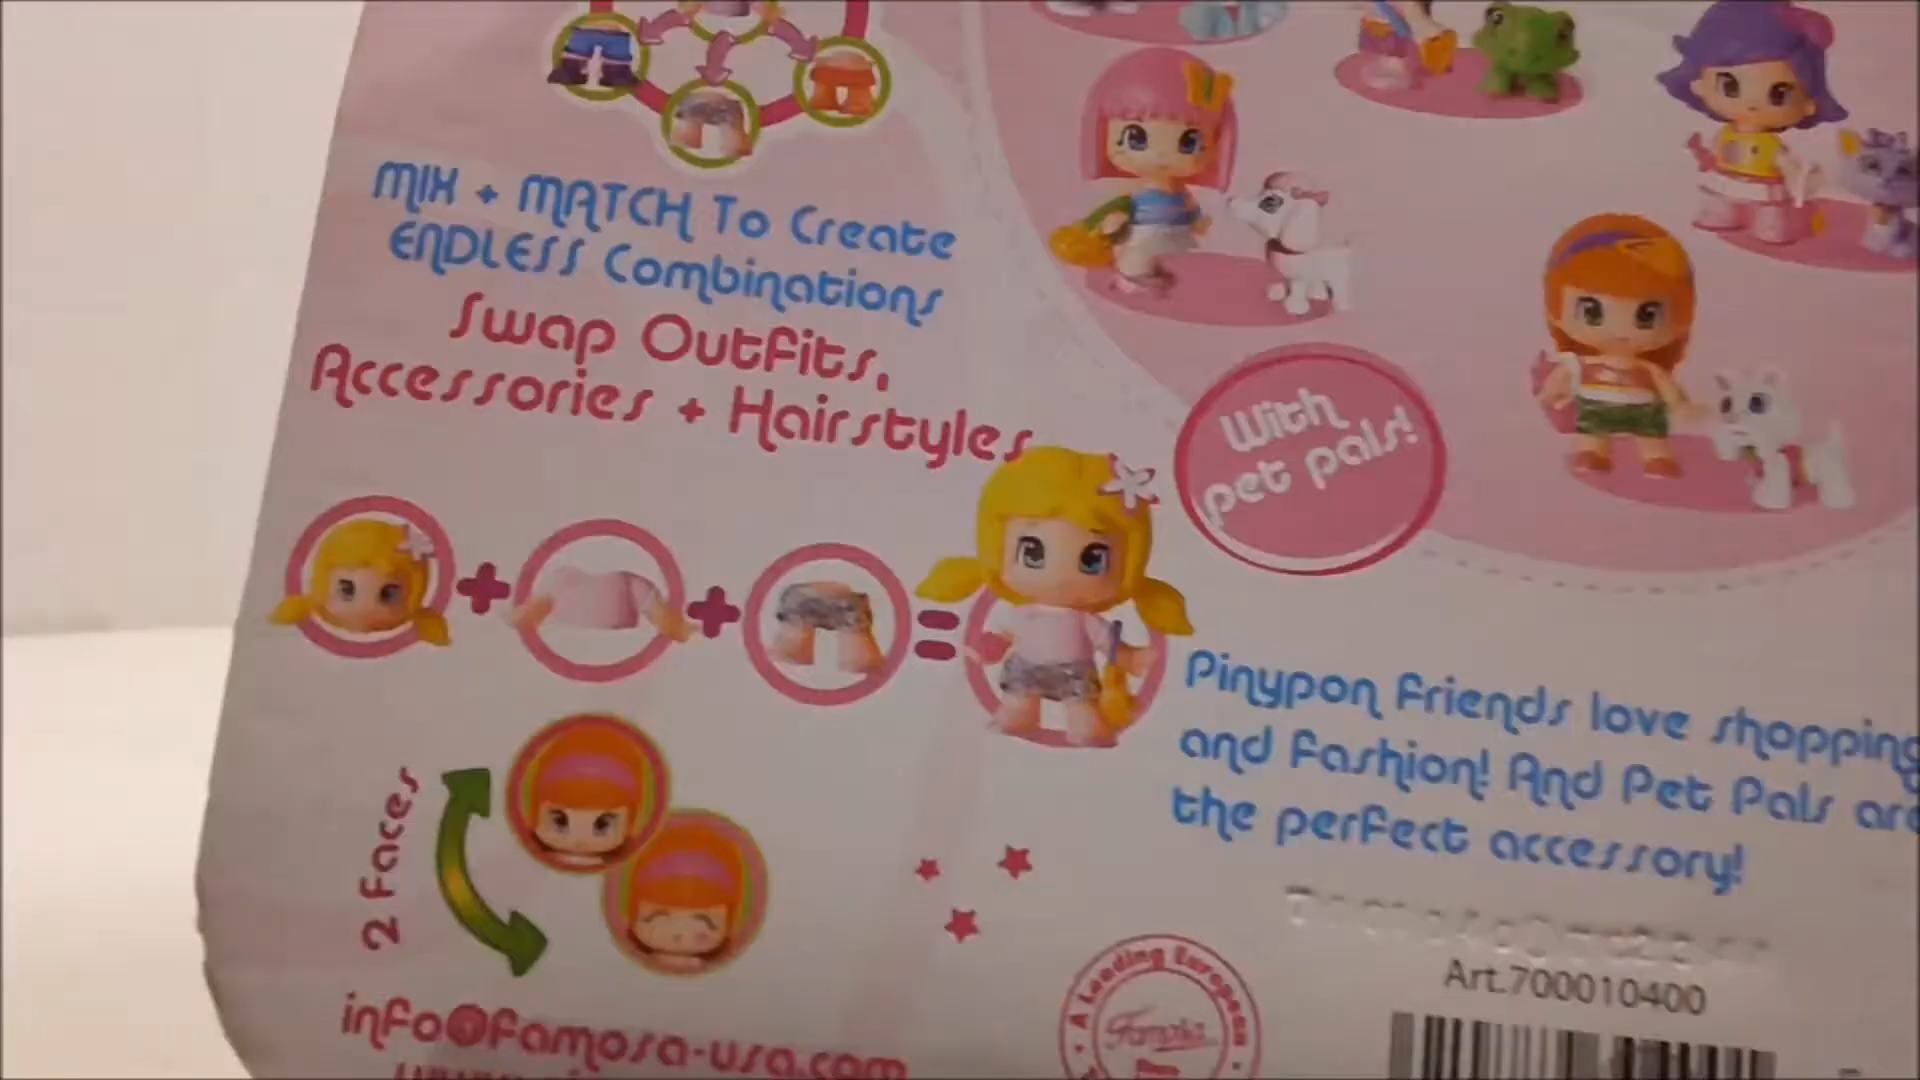 MIX + MATCH To Create
ENDLESS Combinations
Swap Outfits,
Accessories + Hairstyles
With
pet pals!
2 Faces
Pinypon friends love shopping
and fashion! And Pet Pals are
the perfect accessory!
Art.700010400
info@famosa-usa.com
A Leading European
Famosa